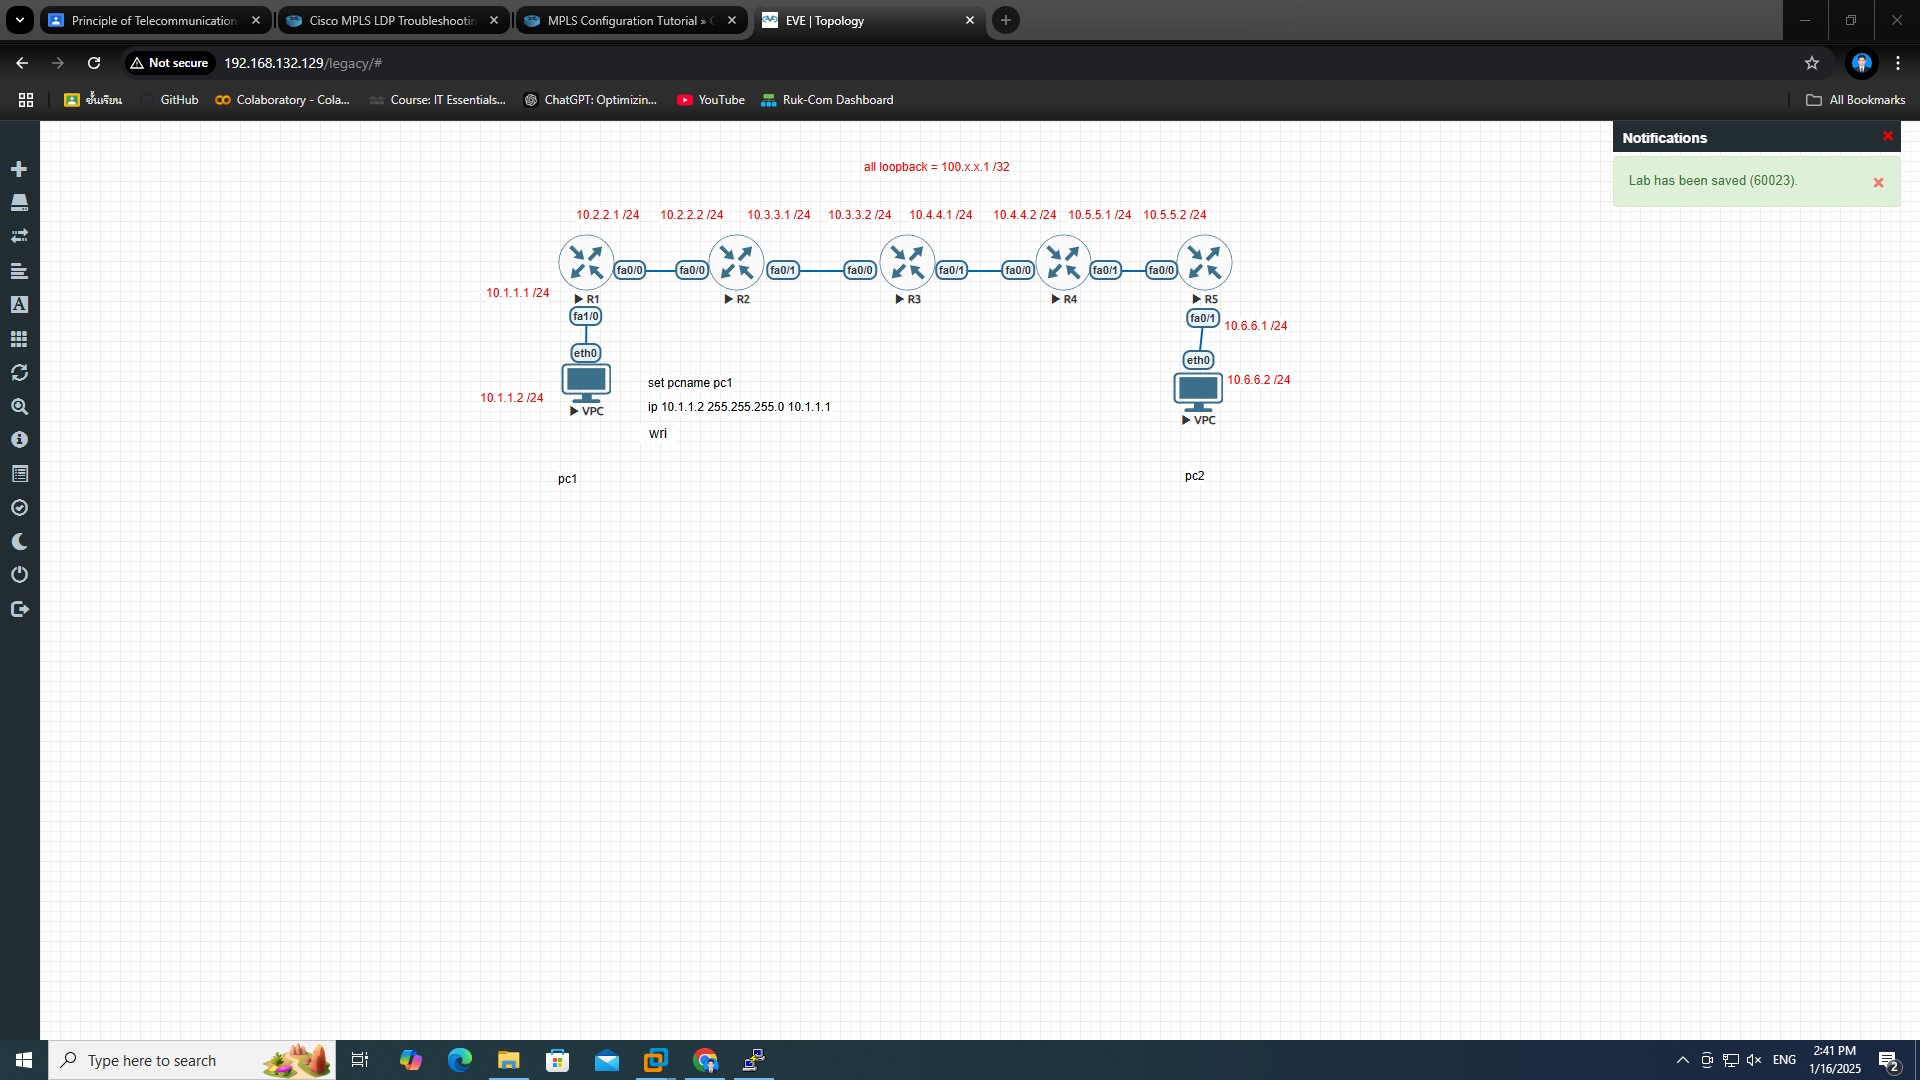 Principle of Telecommunication
Cisco MPLS LDP Troubleshootin
MPLS Configuration Tutorial » C
EVE | Topology
Not secure
192.168.132.129/legacy/#
ชั้นเรียน
GitHub
Colaboratory - Cola...
Course: IT Essentials...
ChatGPT: Optimizin...
YouTube
Ruk-Com Dashboard
All Bookmarks
Notifications
Lab has been saved (60023).
all loopback = 100.x.x.1 /32
10.2.2.1 /24
10.2.2.2 /24
10.3.3.1 /24
10.3.3.2 /24
10.4.4.1 /24
10.4.4.2 /24
10.5.5.1 /24
10.5.5.2 /24
fa0/0
fa0/0
fa0/1
fa0/0
fa0/1
fa0/0
fa0/1
fa0/0
10.1.1.1 /24
R1
R2
R3
R4
R5
fa1/0
fa0/1
10.6.6.1 /24
eth0
eth0
10.1.1.2 /24
VPC
set pcname pc1
ip 10.1.1.2 255.255.255.0 10.1.1.1
wri
10.6.6.2 /24
VPC
pc1
pc2
Type here to search
ENG
2:41 PM
1/16/2025
2